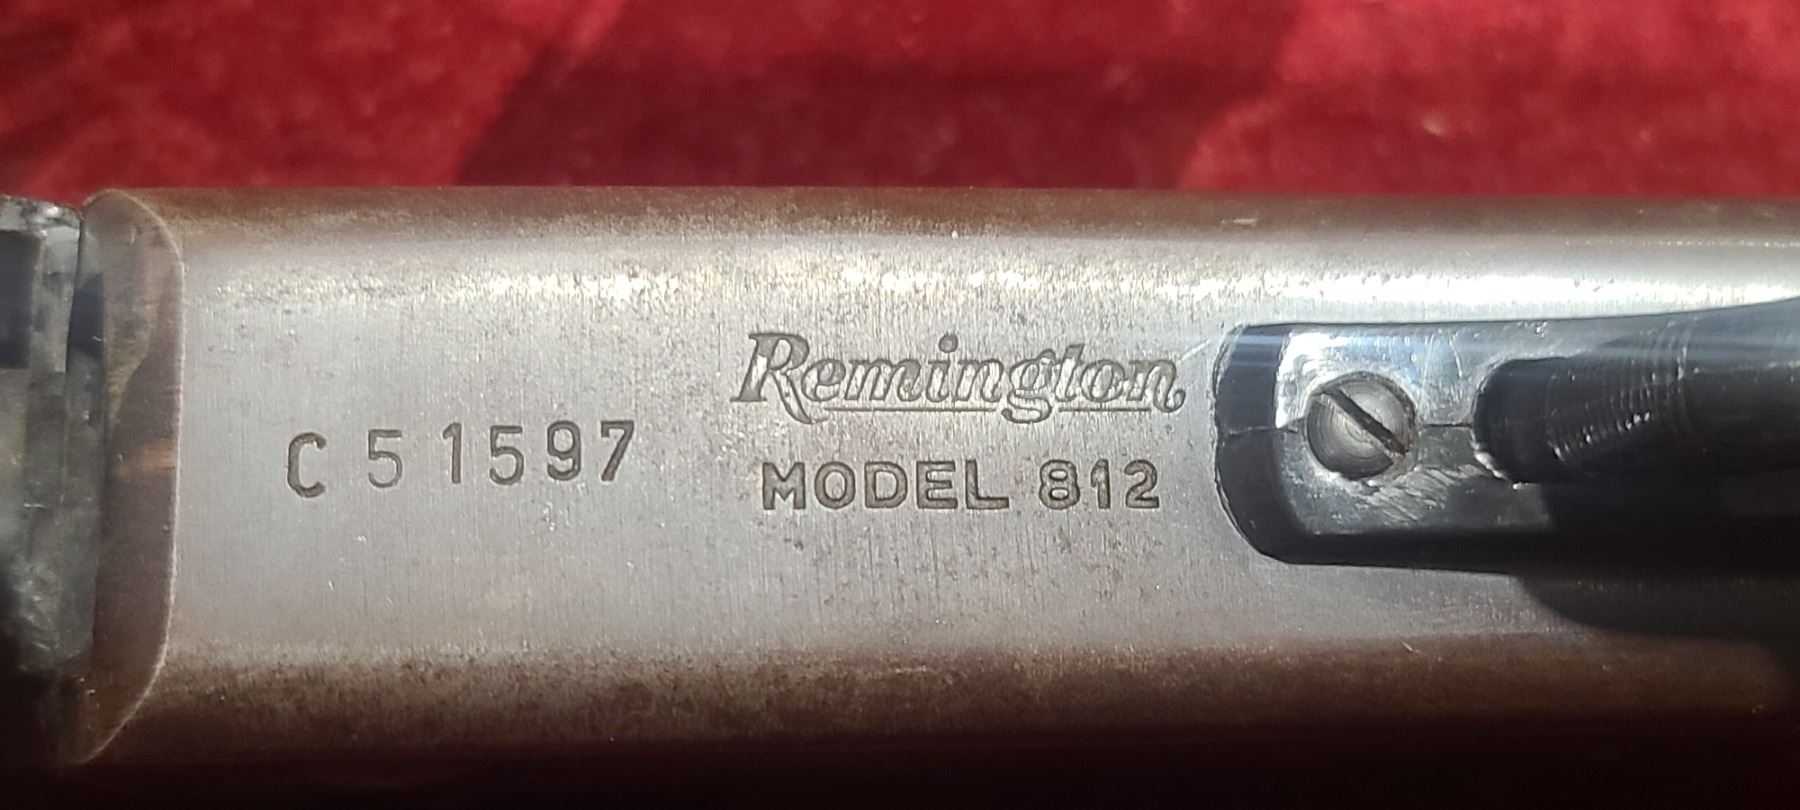 C 51597
Remington
MODEL 812